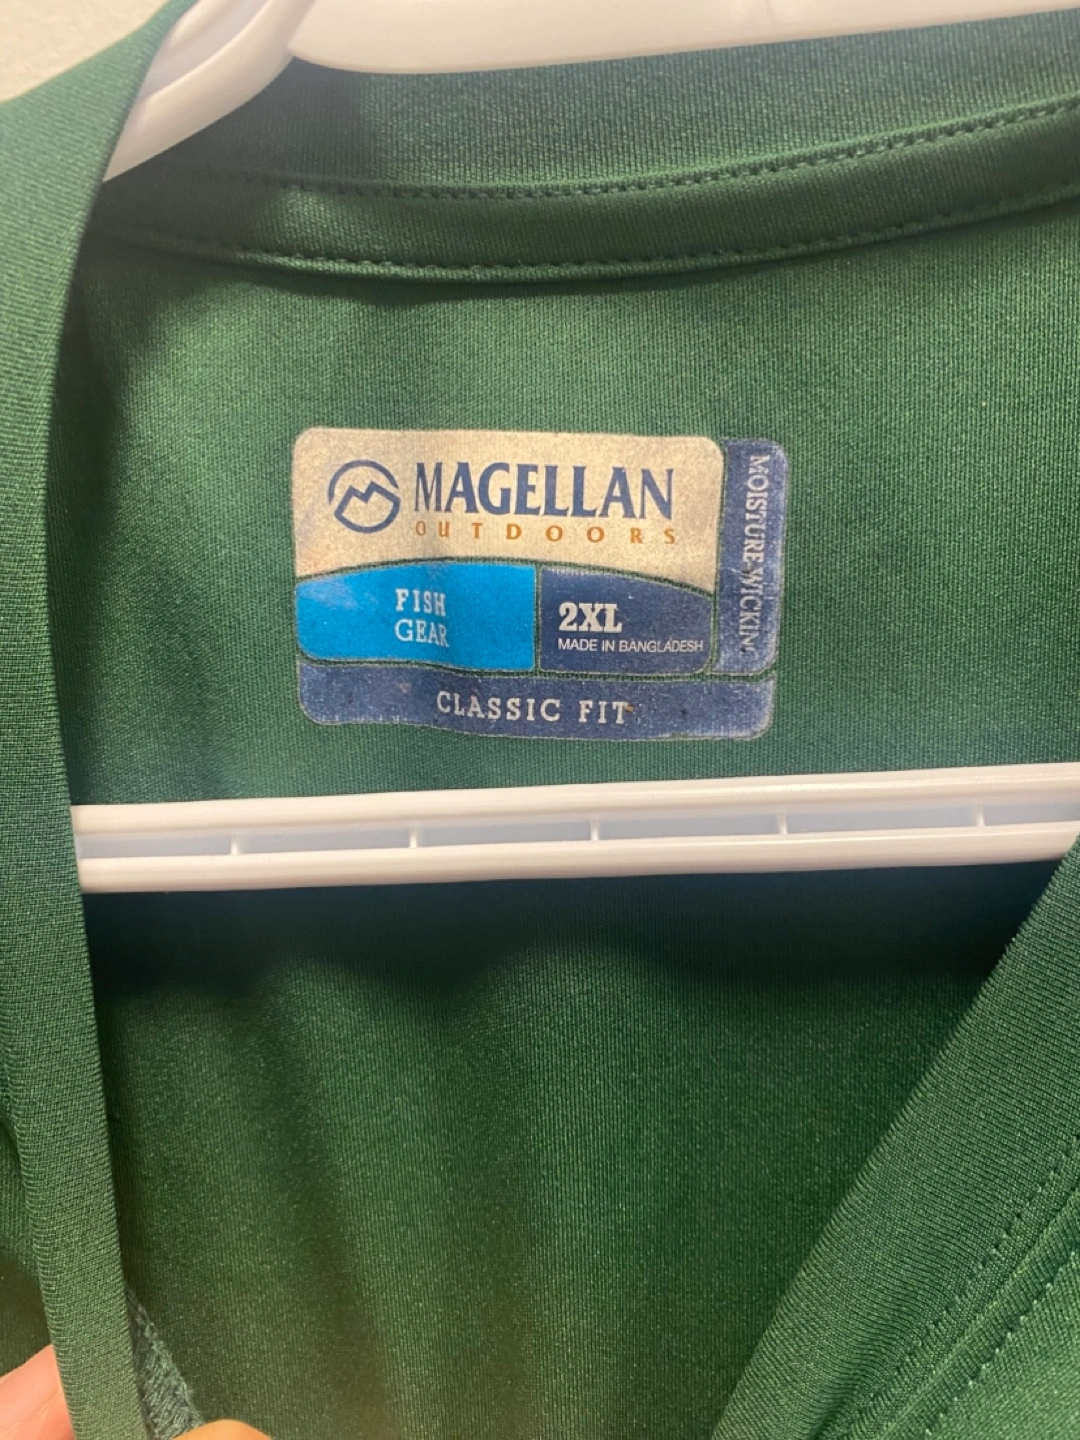 MAGELLAN
OUTDOORS
FISH
GEAR
2XL
MADE IN BANGLADESH
CLASSIC FIT
MOISTURE WICKIN